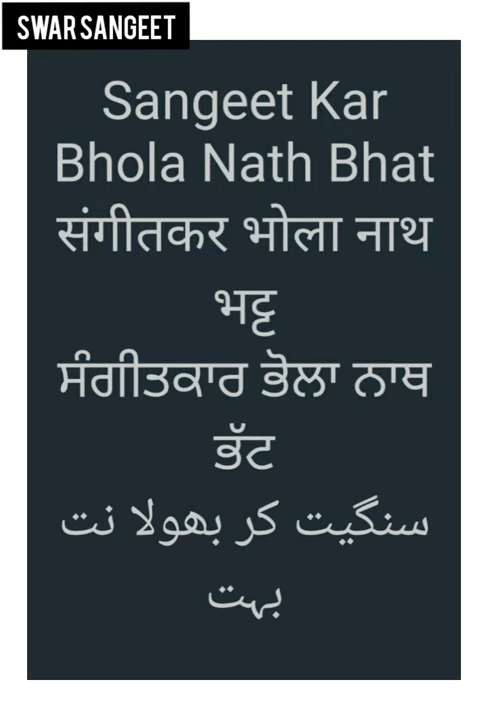 SWAR SANGEET
Sangeet Kar
Bhola Nath Bhat
संगीतकर भोला नाथ
भट्ट
ਸੰਗੀਤਕਾਰ ਭੋਲਾ ਨਾਥ
ਭੱਟ
سنگیت کر بھولا نت
بہت